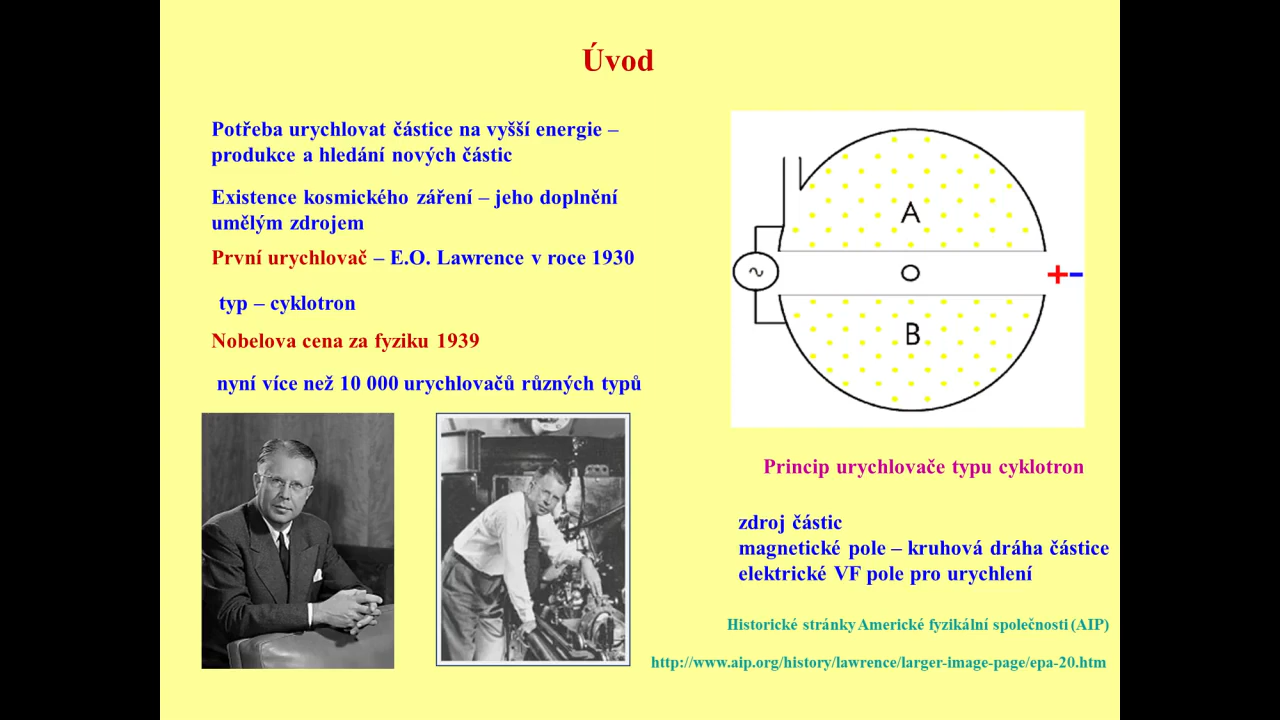 Úvod
Potřeba urychlovat částice na vyšší energie –
produkce a hledání nových částic
Existence kosmického záření – jeho doplnění
umělým zdrojem
První urychlovač – E.O. Lawrence v roce 1930
typ – cyklotron
Nobelova cena za fyziku 1939
nyní více než 10 000 urychlovačů různých typů
A
~
O
+–
B
Princip urychlovače typu cyklotron
zdroj částic
magnetické pole – kruhová dráha částice
elektrické VF pole pro urychlení
Historické stránky Americké fyzikální společnosti (AIP)
http://www.aip.org/history/lawrence/larger-image-page/epa-20.htm